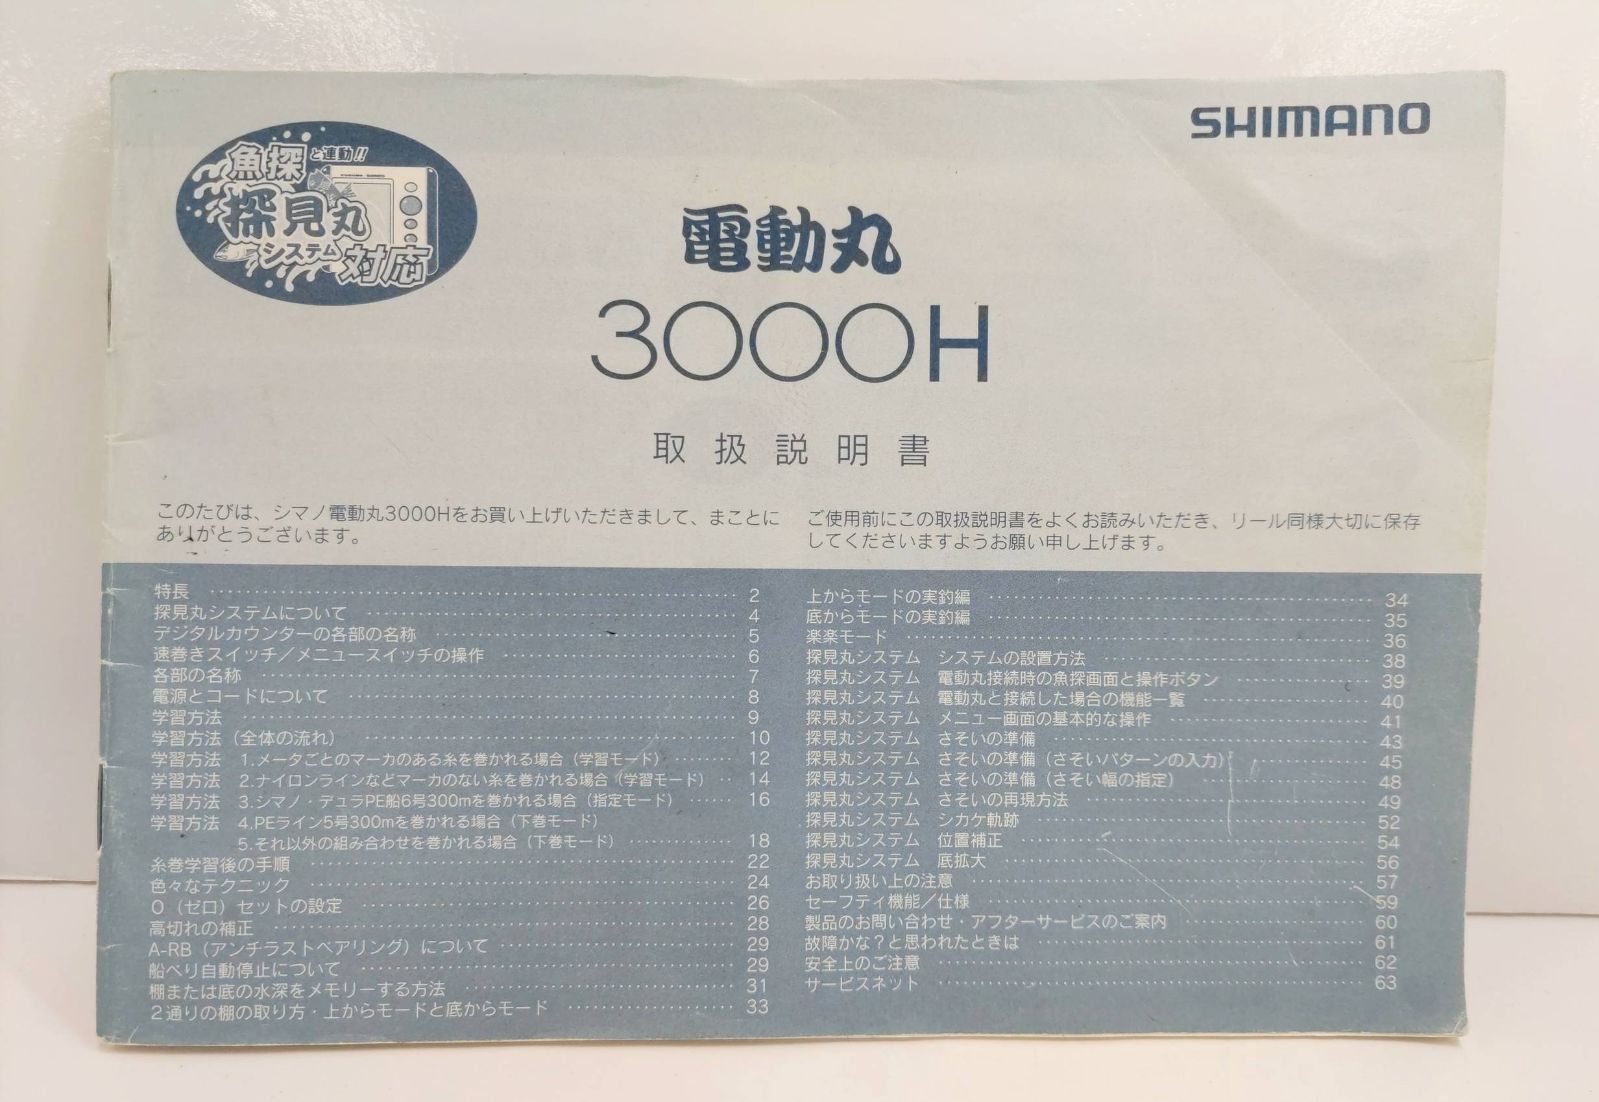 SHIMANO
魚探と連動!!
探見丸
システム対応
電動丸
3000H
取扱説明書
このたびは、シマノ電動丸3000Hをお買い上げいただきまして、まことに
ありがとうございます。
ご使用前にこの取扱説明書をよくお読みいただき、リール同様大切に保存
してくださいますようお願い申し上げます。
特長 2
探見丸システムについて 4
デジタルカウンターの各部の名称 5
速巻きスイッチ／メニュースイッチの操作 6
各部の名称 7
電源とコードについて 8
学習方法 9
学習方法（全体の流れ） 10
学習方法　1.メータごとのマーカのある糸を巻かれる場合（学習モード） 12
学習方法　2.ナイロンラインなどマーカのない糸を巻かれる場合（学習モード） 14
学習方法　3.シマノ・デュラPE船6号300mを巻かれる場合（指定モード） 16
学習方法　4.PEライン5号300mを巻かれる場合（下巻モード）
5.それ以外の組み合わせを巻かれる場合（下巻モード） 18
糸巻学習後の手順 22
色々なテクニック 24
0（ゼロ）セットの設定 26
高切れの補正 28
A-RB（アンチラストベアリング）について 29
船べり自動停止について 29
棚または底の水深をメモリーする方法 31
2通りの棚の取り方・上からモードと底からモード 33
上からモードの実釣編 34
底からモードの実釣編 35
楽楽モード 36
探見丸システム　システムの設置方法 38
探見丸システム　電動丸接続時の魚探画面と操作ボタン 39
探見丸システム　電動丸と接続した場合の機能一覧 40
探見丸システム　メニュー画面の基本的な操作 41
探見丸システム　さそいの準備 43
探見丸システム　さそいの準備（さそいパターンの入力） 45
探見丸システム　さそいの準備（さそい幅の指定） 48
探見丸システム　さそいの再現方法 49
探見丸システム　シカケ軌跡 52
探見丸システム　位置補正 54
探見丸システム　底拡大 56
お取り扱い上の注意 57
セーフティ機能／仕様 59
製品のお問い合わせ・アフターサービスのご案内 60
故障かな？と思われたときは 61
安全上のご注意 62
サービスネット 63